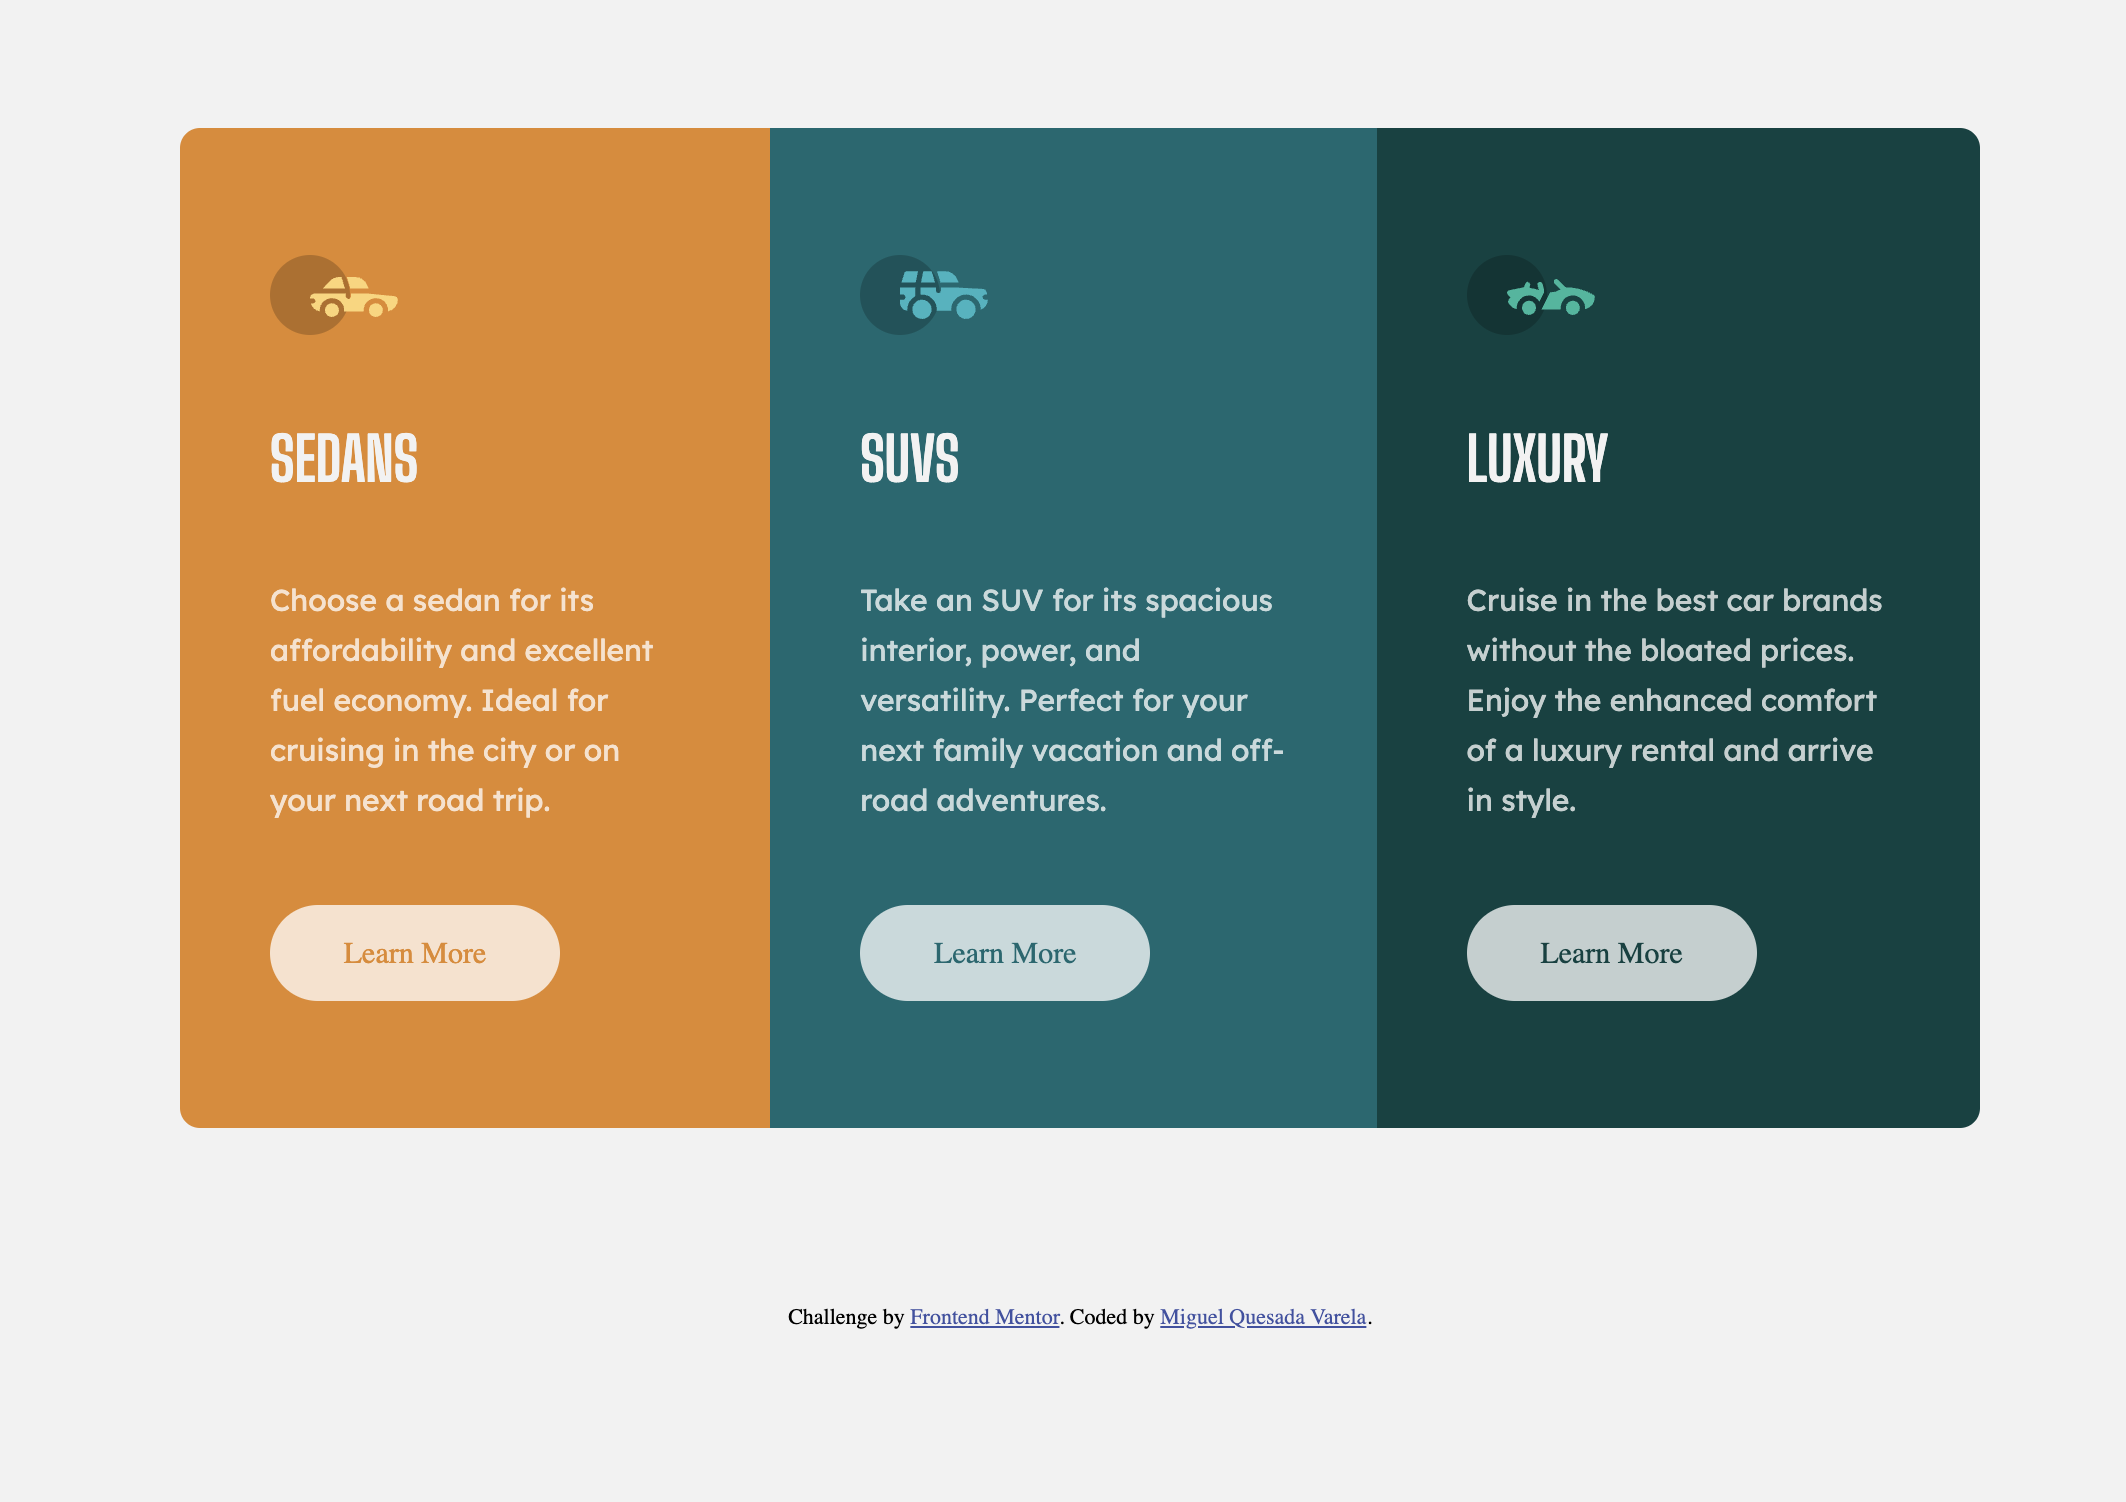 SEDANS
Choose a sedan for its
affordability and excellent
fuel economy. Ideal for
cruising in the city or on
your next road trip.
Learn More
SUVS
Take an SUV for its spacious
interior, power, and
versatility. Perfect for your
next family vacation and off-
road adventures.
Learn More
LUXURY
Cruise in the best car brands
without the bloated prices.
Enjoy the enhanced comfort
of a luxury rental and arrive
in style.
Learn More
Challenge by Frontend Mentor. Coded by Miguel Quesada Varela.